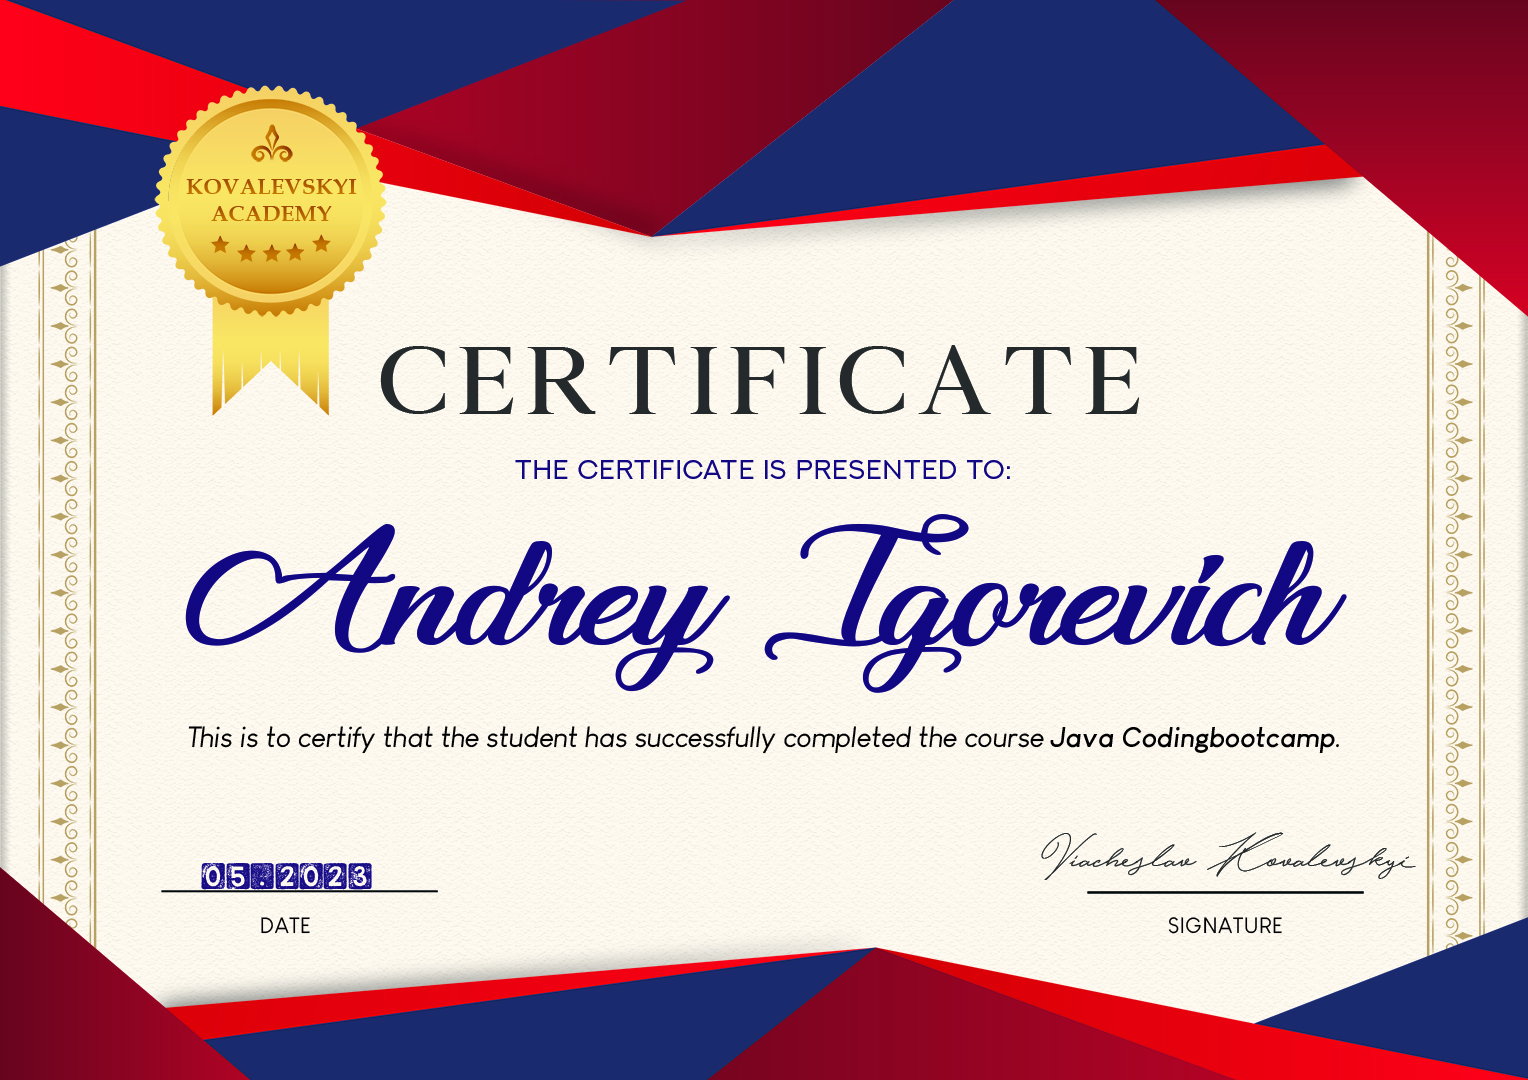 KOVALEVSKYI
ACADEMY
CERTIFICATE
THE CERTIFICATE IS PRESENTED TO:
Andrey Igorevich
This is to certify that the student has successfully completed the course Java Codingbootcamp.
05.2023
Viacheslav Kovalevskyi
DATE
SIGNATURE